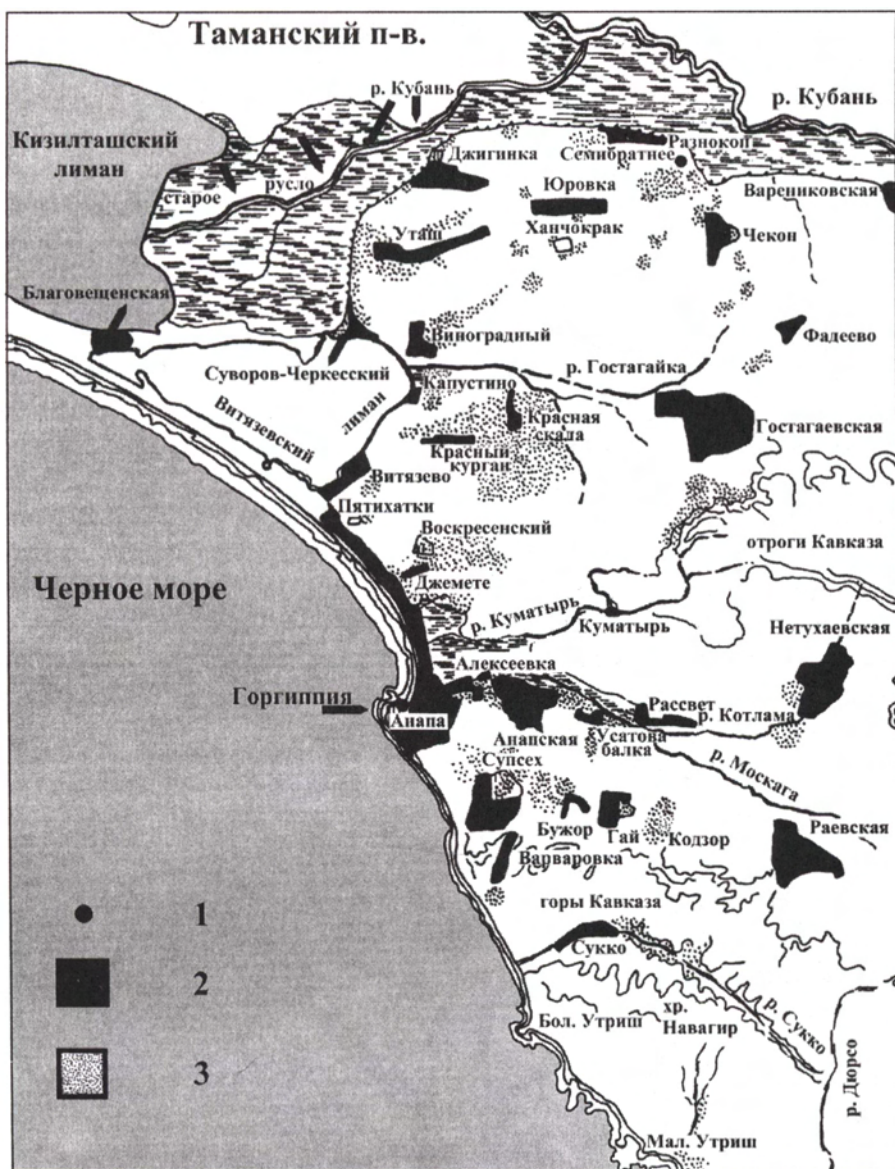 Таманский п-в.
р. Кубань
р. Кубань
Кизилташский
лиман
Разнокол
Джигинка
Семибратнее
старое
русло
Юровка
Варениковская
Ханчокрак
Уташ
Чекон
Благовещенская
Виноградный
Фадеево
Суворов-Черкесский
р. Гостагайка
Капустино
Витязевский
лиман
Красная
скала
Гостагаевская
Красный
курган
Витязево
Пятихатки
Воскресенский
отроги Кавказа
Черное море
Джемете
р. Куматырь
Куматырь
Нетухаевская
Алексеевка
Горгиппия
Рассвет
Анапа
р. Котлама
Анапская
Усатова
балка
Супсех
р. Москага
Бужор
Гай
Кодзор
Раевская
Варваровка
1
горы Кавказа
Сукко
2
хр.
Навагир
Бол. Утриш
р. Сукко
3
р. Дюрсо
Мал. Утриш